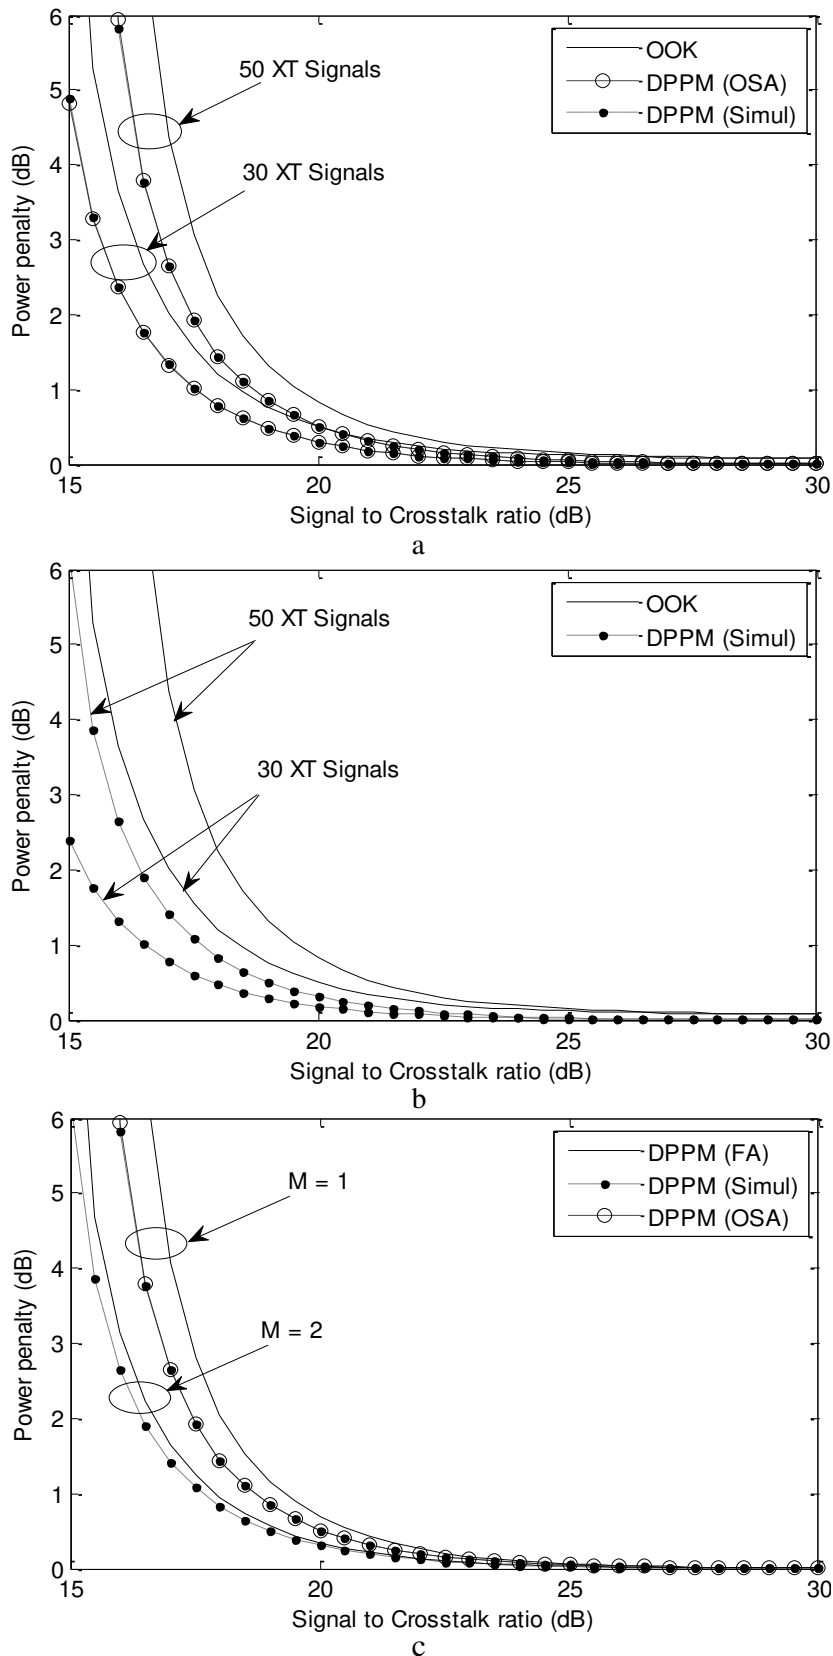 6
5
4
3
2
1
0
Power penalty (dB)
50 XT Signals
30 XT Signals
OOK
DPPM (OSA)
DPPM (Simul)
15 20 25 30
Signal to Crosstalk ratio (dB)
a
6
5
4
3
2
1
0
Power penalty (dB)
50 XT Signals
30 XT Signals
OOK
DPPM (Simul)
15 20 25 30
Signal to Crosstalk ratio (dB)
b
6
5
4
3
2
1
0
Power penalty (dB)
M = 1
M = 2
DPPM (FA)
DPPM (Simul)
DPPM (OSA)
15 20 25 30
Signal to Crosstalk ratio (dB)
c